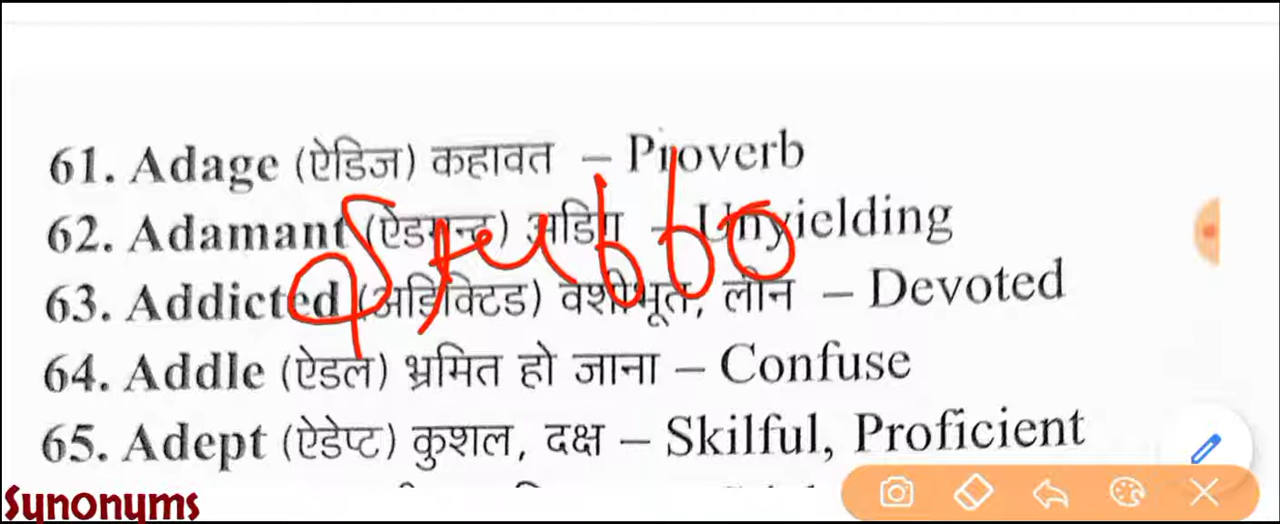 61. Adage (ऐडिज) कहावत – Proverb
62. Adamant (ऐडमन्ट) अडिग – Unyielding
63. Addicted (अडिक्टिड) वशीभूत, लीन – Devoted
64. Addle (ऐडल) भ्रमित हो जाना – Confuse
65. Adept (ऐडेप्ट) कुशल, दक्ष – Skilful, Proficient
Synonyms